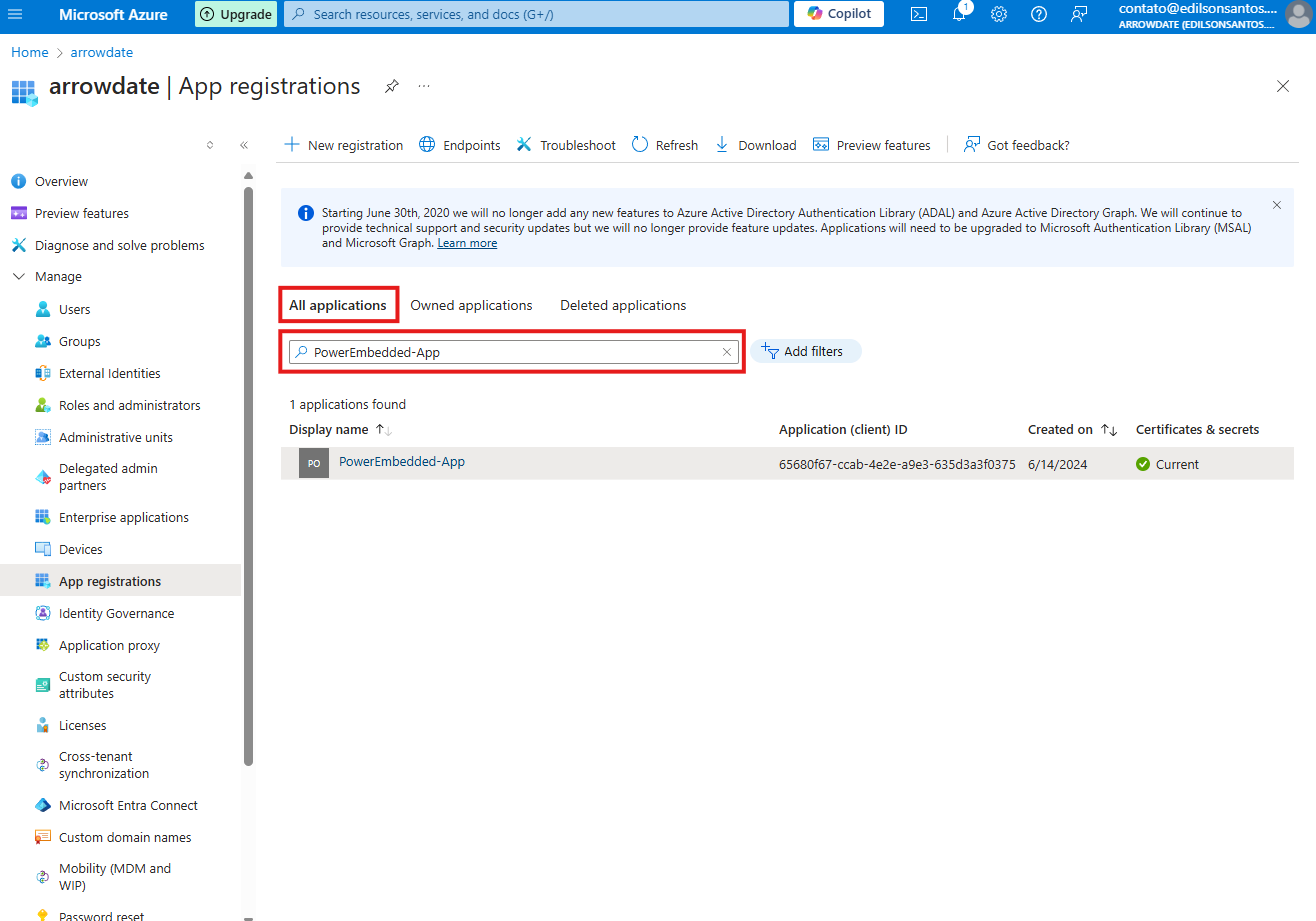 Microsoft Azure
Upgrade
Search resources, services, and docs (G+/)
Copilot
1
contato@edilsonsantos....
ARROWDATE (EDILSONSANTOS....
Home > arrowdate
arrowdate | App registrations
New registration
Endpoints
Troubleshoot
Refresh
Download
Preview features
Got feedback?
Overview
Preview features
Diagnose and solve problems
Manage
Users
Groups
External Identities
Roles and administrators
Administrative units
Delegated admin
partners
Enterprise applications
Devices
App registrations
Identity Governance
Application proxy
Custom security
attributes
Licenses
Cross-tenant
synchronization
Microsoft Entra Connect
Custom domain names
Mobility (MDM and
WIP)
Password reset
Starting June 30th, 2020 we will no longer add any new features to Azure Active Directory Authentication Library (ADAL) and Azure Active Directory Graph. We will continue to
provide technical support and security updates but we will no longer provide feature updates. Applications will need to be upgraded to Microsoft Authentication Library (MSAL)
and Microsoft Graph. Learn more
All applications
Owned applications
Deleted applications
PowerEmbedded-App
Add filters
1 applications found
Display name
Application (client) ID
Created on
Certificates & secrets
PO
PowerEmbedded-App
65680f67-ccab-4e2e-a9e3-635d3a3f0375
6/14/2024
Current